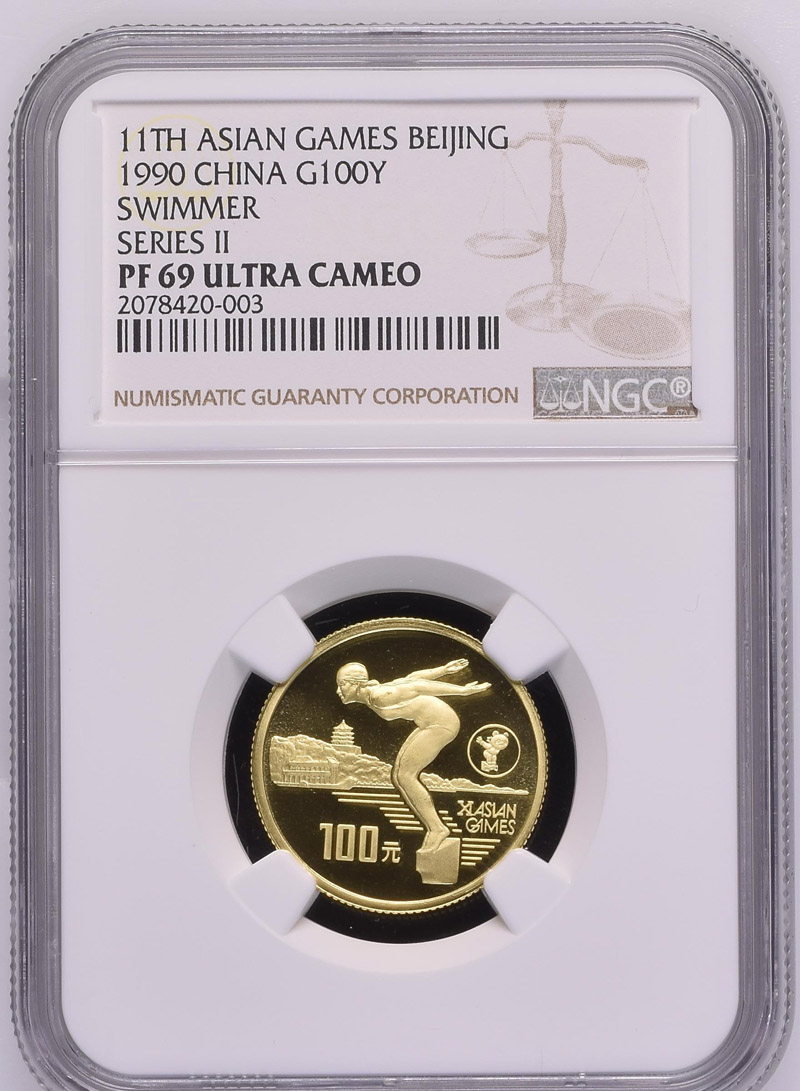 11TH ASIAN GAMES BEIJING
1990 CHINA G100Y
SWIMMER
SERIES II
PF 69 ULTRA CAMEO
2078420-003
NUMISMATIC GUARANTY CORPORATION
NGC®
XI ASIAN
GAMES
100元